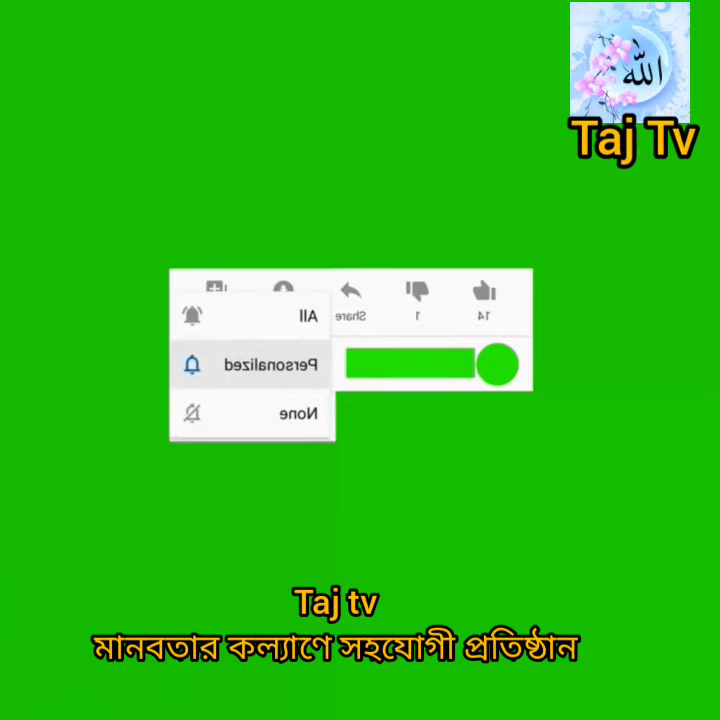 الله
Taj Tv
Share 1 14
All
Personalized
None
Taj tv
মানবতার কল্যাণে সহযোগী প্রতিষ্ঠান